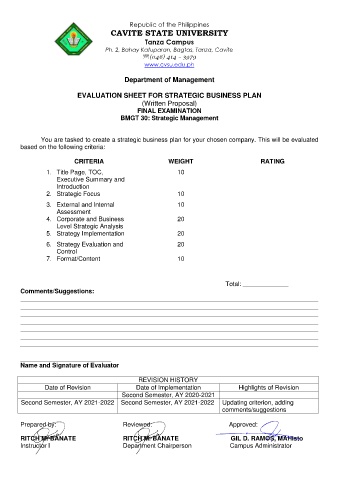 Republic of the Philippines
CAVITE STATE UNIVERSITY
Tanza Campus
Ph. 2, Bahay Katuparan, Bagtas, Tanza, Cavite
☎(046) 414 - 3979
www.cvsu.edu.ph
Department of Management
EVALUATION SHEET FOR STRATEGIC BUSINESS PLAN
(Written Proposal)
FINAL EXAMINATION
BMGT 30: Strategic Management
You are tasked to create a strategic business plan for your chosen company. This will be evaluated
based on the following criteria:
CRITERIA WEIGHT RATING
1. Title Page, TOC, 10
Executive Summary and
Introduction
2. Strategic Focus 10
3. External and Internal 10
Assessment
4. Corporate and Business 20
Level Strategic Analysis
5. Strategy Implementation 20
6. Strategy Evaluation and 20
Control
7. Format/Content 10
Total: ______________
Comments/Suggestions:
Name and Signature of Evaluator
REVISION HISTORY
Date of Revision Date of Implementation Highlights of Revision
Second Semester, AY 2020-2021
Second Semester, AY 2021-2022 Second Semester, AY 2021-2022 Updating criterion, adding
comments/suggestions
Prepared by: Reviewed: Approved:
RITCH M. BANATE RITCH M. BANATE GIL D. RAMOS,
Instructor I Department Chairperson Campus Administrator